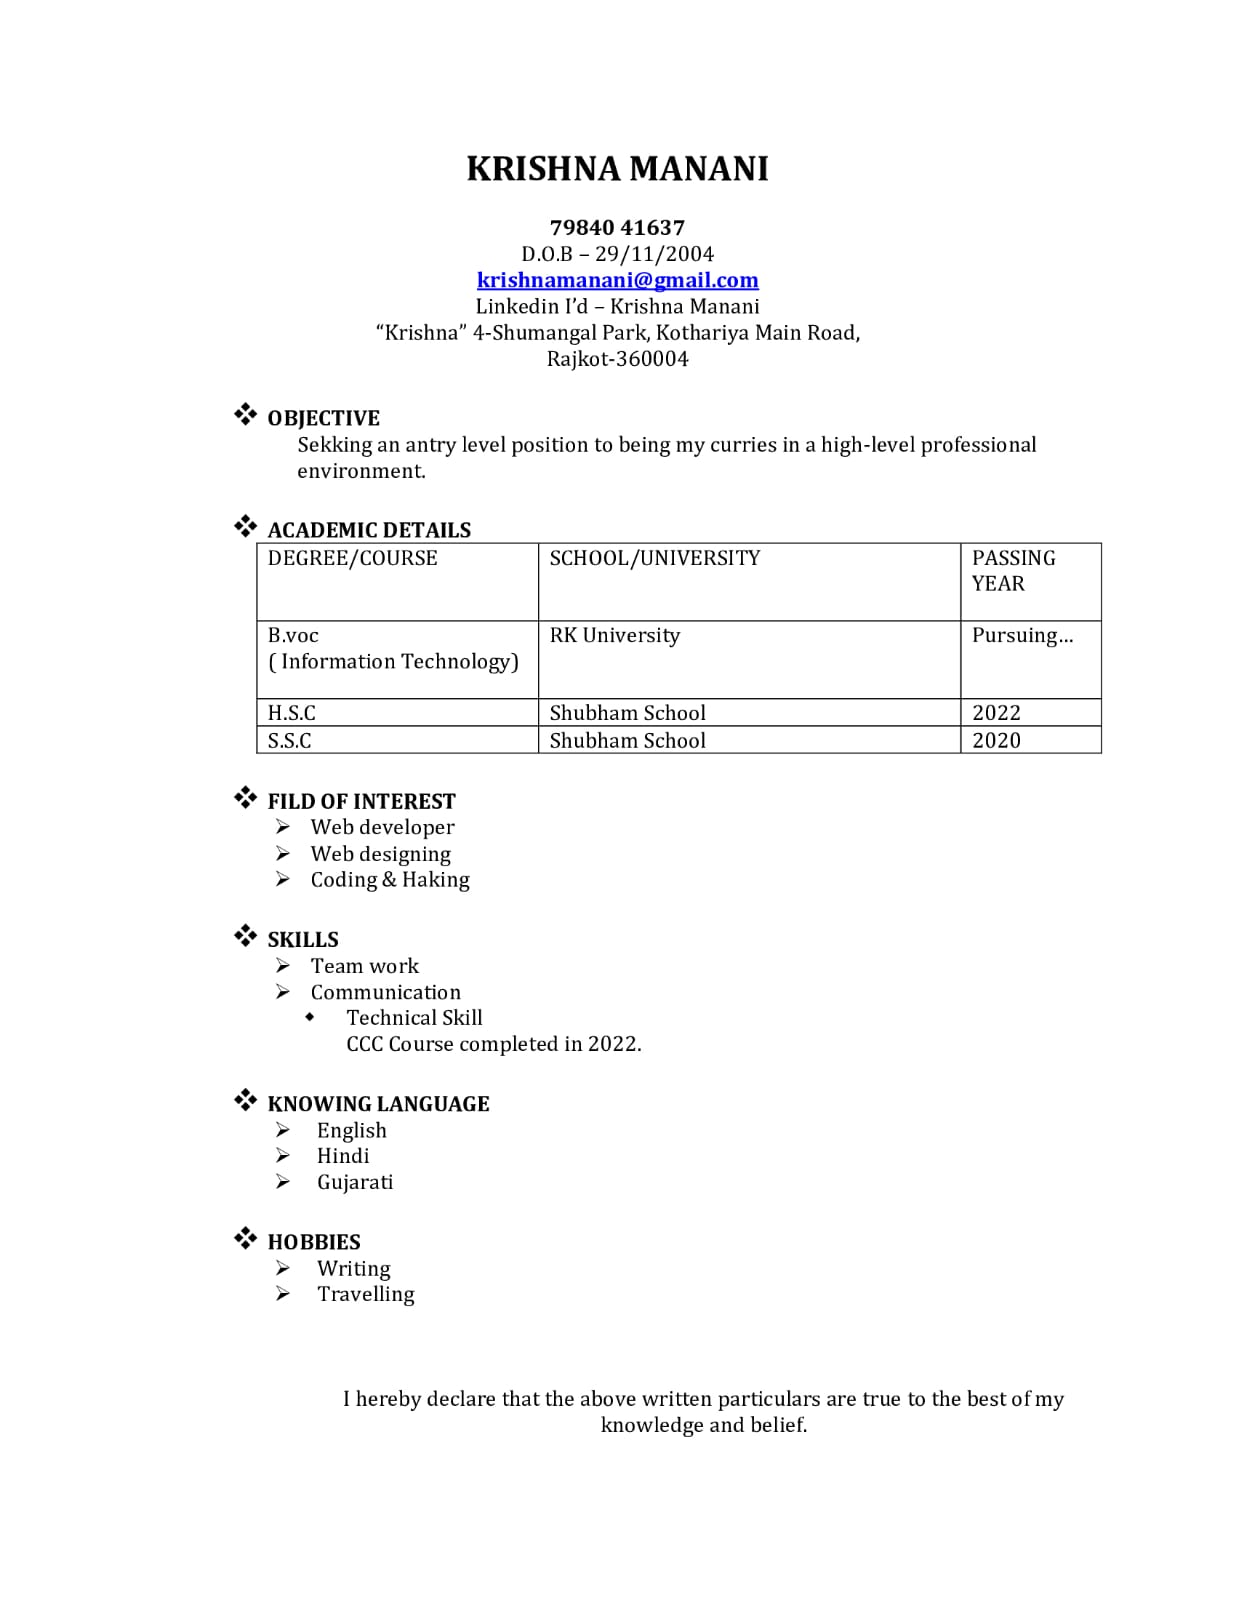 KRISHNA MANANI
79840 41637
D.O.B – 29/11/2004
krishnamanani@gmail.com
Linkedin I’d – Krishna Manani
“Krishna” 4-Shumangal Park, Kothariya Main Road,
Rajkot-360004
❖ OBJECTIVE
Sekking an antry level position to being my curries in a high-level professional
environment.
❖ ACADEMIC DETAILS
DEGREE/COURSE SCHOOL/UNIVERSITY PASSING
YEAR
B.voc RK University Pursuing…
( Information Technology)
H.S.C Shubham School 2022
S.S.C Shubham School 2020
❖ FILD OF INTEREST
➢ Web developer
➢ Web designing
➢ Coding & Haking
❖ SKILLS
➢ Team work
➢ Communication
⬥ Technical Skill
CCC Course completed in 2022.
❖ KNOWING LANGUAGE
➢ English
➢ Hindi
➢ Gujarati
❖ HOBBIES
➢ Writing
➢ Travelling
I hereby declare that the above written particulars are true to the best of my
knowledge and belief.